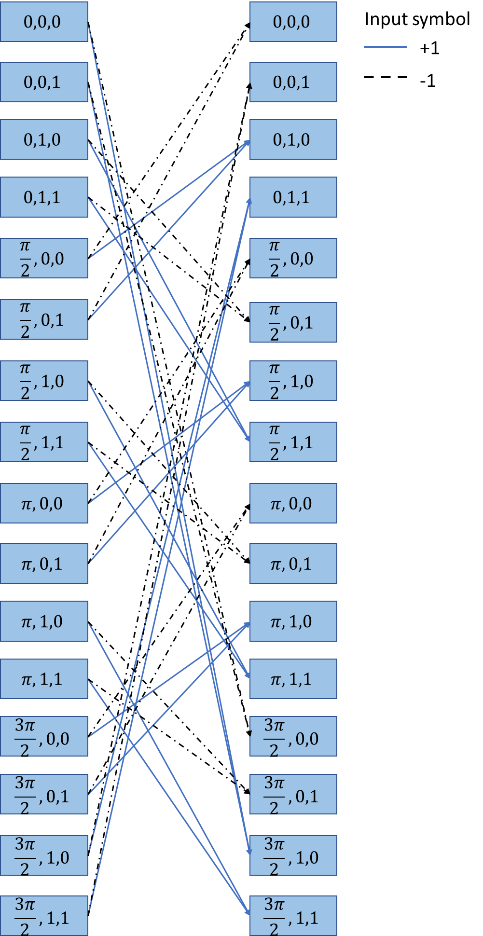 0,0,0 0,0,0 Input symbol
+1
0,0,1 0,0,1 -1
0,1,0 0,1,0
0,1,1 0,1,1
π/2, 0,0 π/2, 0,0
π/2, 0,1 π/2, 0,1
π/2, 1,0 π/2, 1,0
π/2, 1,1 π/2, 1,1
π, 0,0 π, 0,0
π, 0,1 π, 0,1
π, 1,0 π, 1,0
π, 1,1 π, 1,1
3π/2, 0,0 3π/2, 0,0
3π/2, 0,1 3π/2, 0,1
3π/2, 1,0 3π/2, 1,0
3π/2, 1,1 3π/2, 1,1